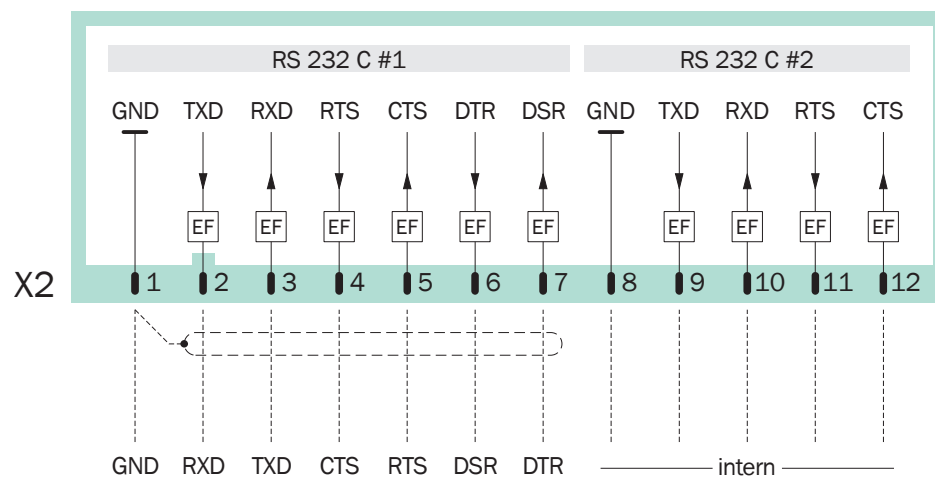 RS 232 C #1 RS 232 C #2
GND TXD RXD RTS CTS DTR DSR GND TXD RXD RTS CTS
EF EF EF EF EF EF EF EF EF EF
X2 1 2 3 4 5 6 7 8 9 10 11 12
GND RXD TXD CTS RTS DSR DTR intern